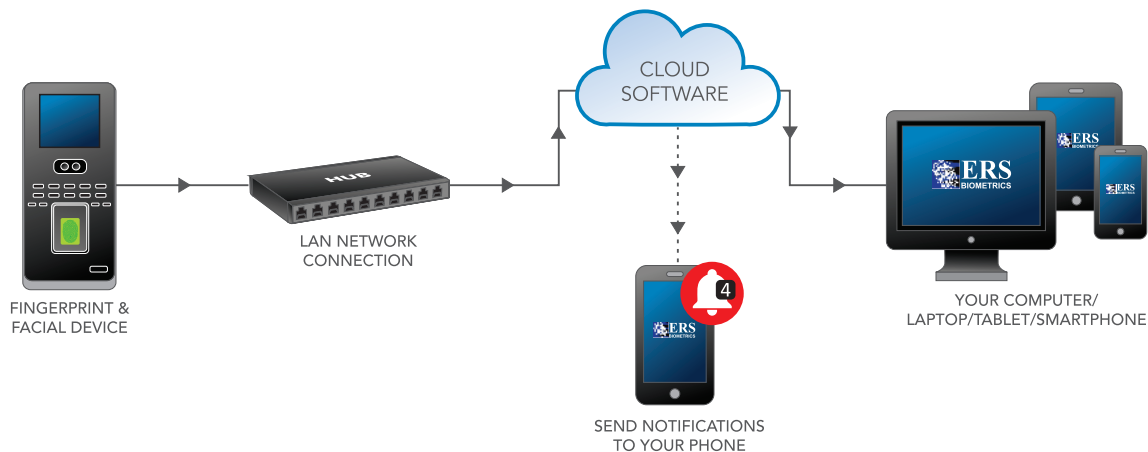 CLOUD
SOFTWARE
HUB
ERS
BIOMETRICS
ERS
BIOMETRICS
ERS
BIOMETRICS
LAN NETWORK
CONNECTION
FINGERPRINT &
FACIAL DEVICE
4
ERS
BIOMETRICS
YOUR COMPUTER/
LAPTOP/TABLET/SMARTPHONE
SEND NOTIFICATIONS
TO YOUR PHONE